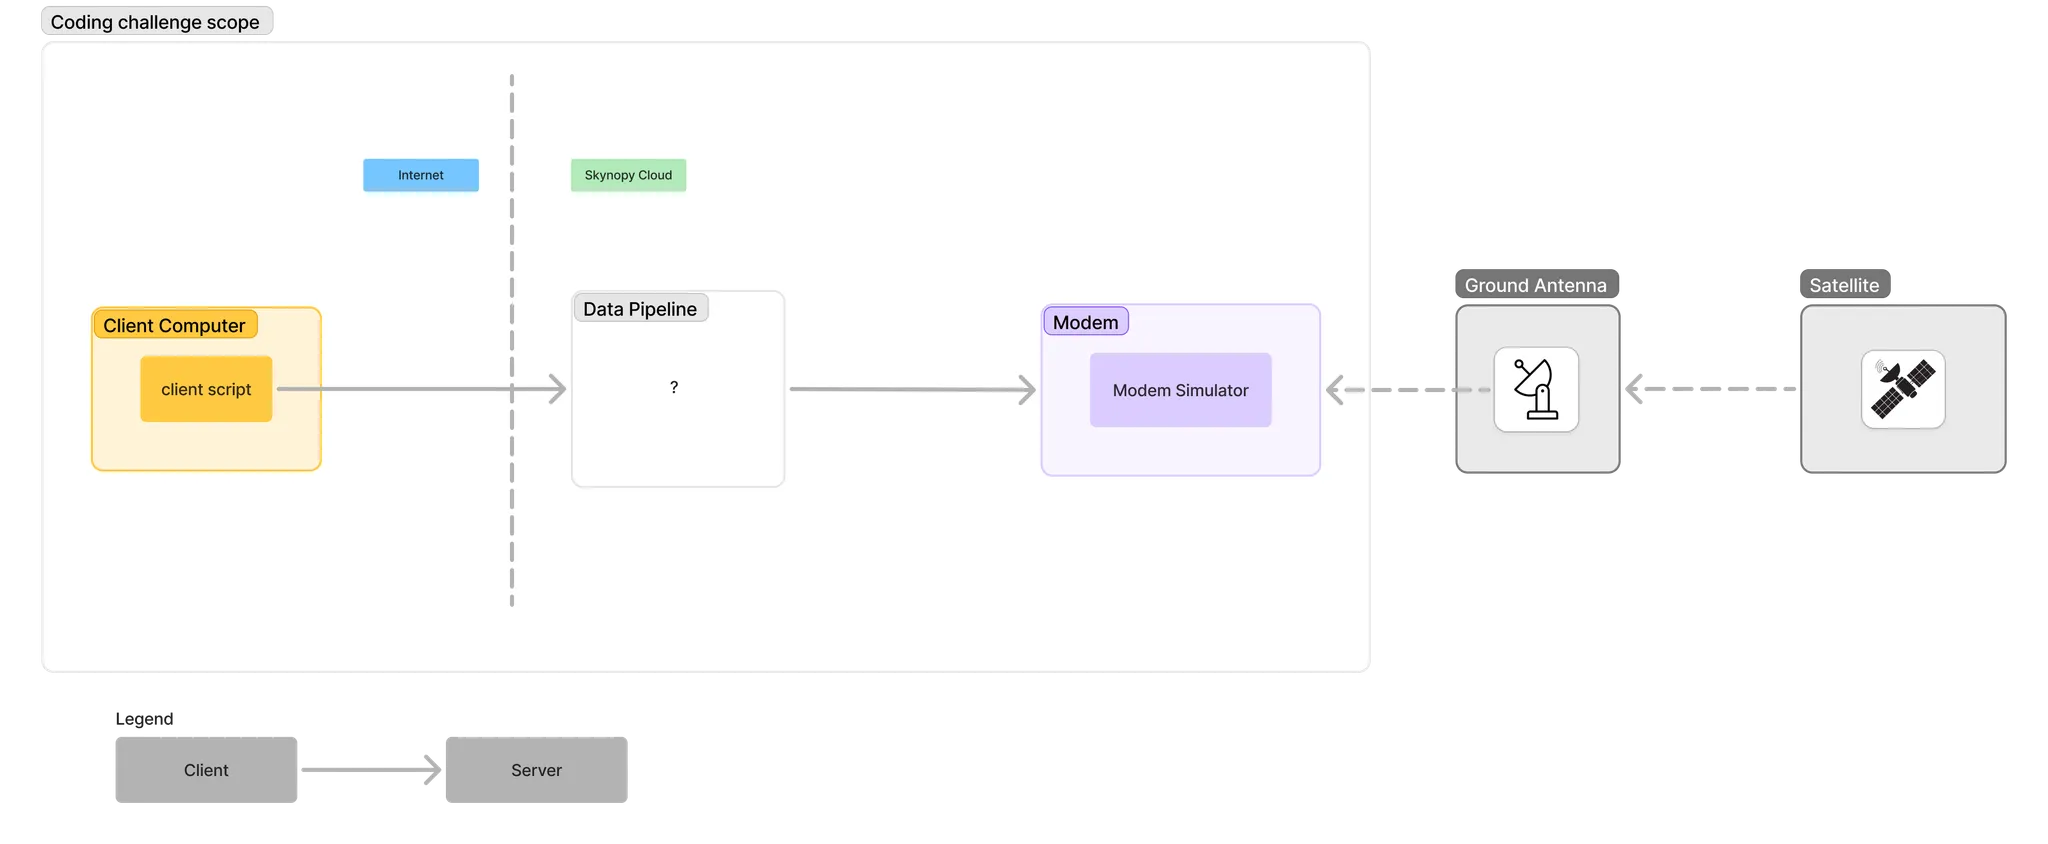 Coding challenge scope
Internet
Skynopy Cloud
Client Computer
client script
Data Pipeline
?
Modem
Modem Simulator
Ground Antenna
Satellite
Legend
Client
Server